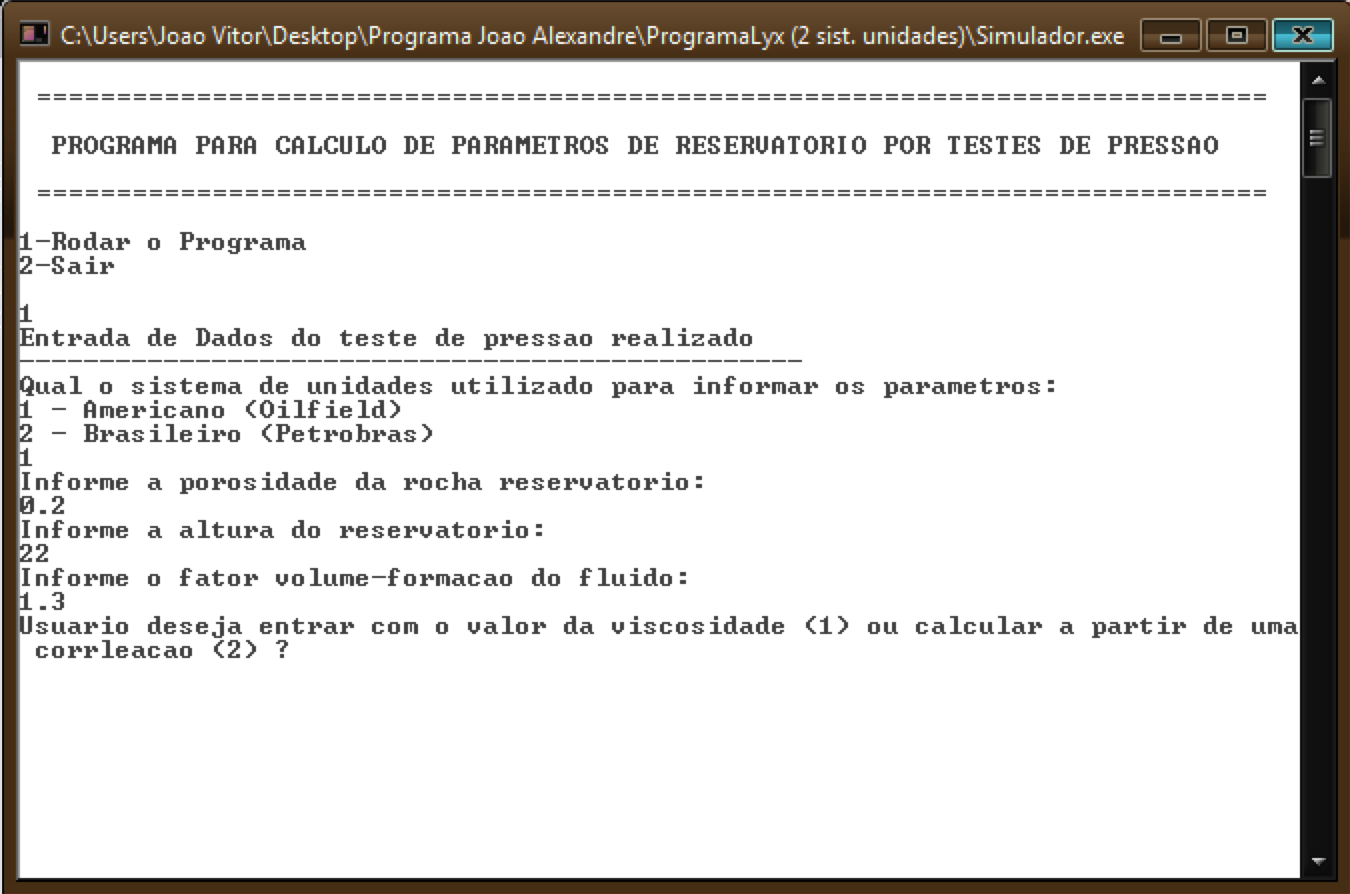 C:\Users\Joao Vitor\Desktop\Programa Joao Alexandre\ProgramaLyx (2 sist. unidades)\Simulador.exe
=============================================================================
PROGRAMA PARA CALCULO DE PARAMETROS DE RESERVATORIO POR TESTES DE PRESSAO
=============================================================================
1-Rodar o Programa
2-Sair
1
Entrada de Dados do teste de pressao realizado
-------------------------------------------------
Qual o sistema de unidades utilizado para informar os parametros:
1 - Americano (Oilfield)
2 - Brasileiro (Petrobras)
1
Informe a porosidade da rocha reservatorio:
0.2
Informe a altura do reservatorio:
22
Informe o fator volume-formacao do fluido:
1.3
Usuario deseja entrar com o valor da viscosidade (1) ou calcular a partir de uma
corrleacao (2) ?